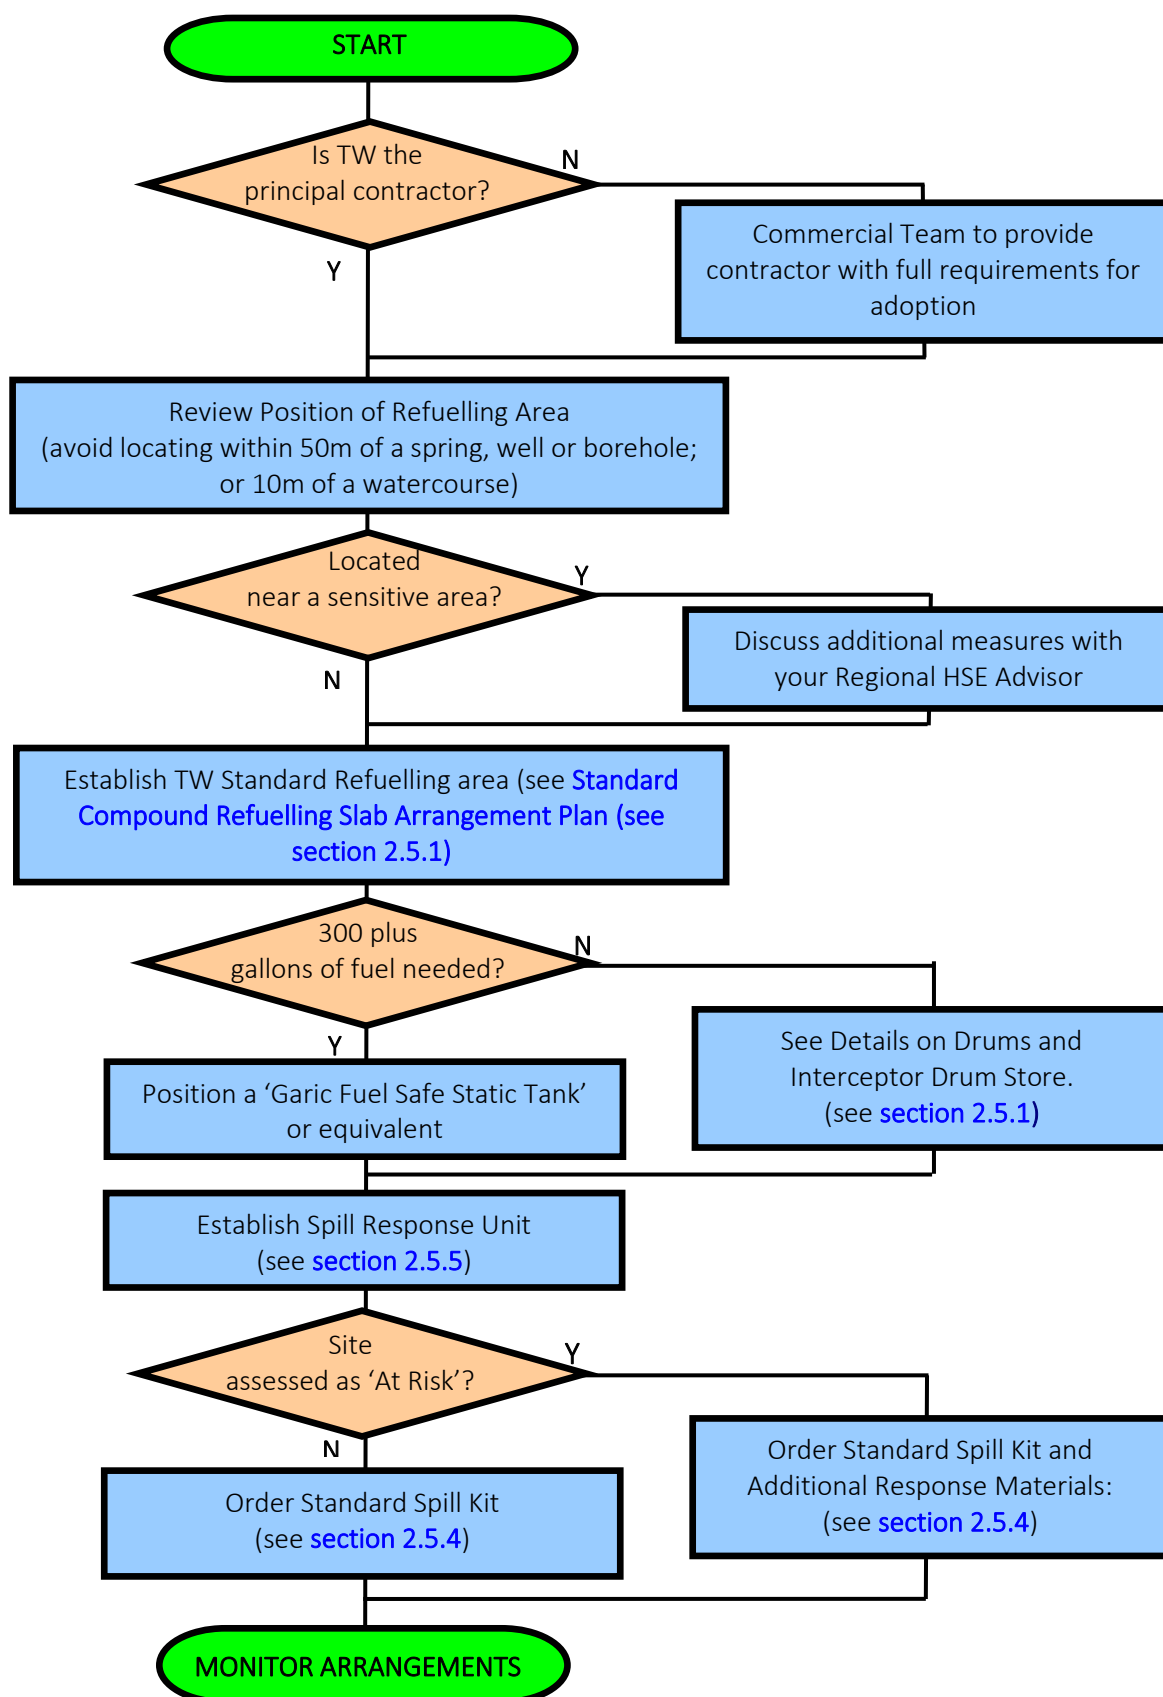 START
Is TW the
principal contractor?
N
Y
Commercial Team to provide
contractor with full requirements for
adoption
Review Position of Refuelling Area
(avoid locating within 50m of a spring, well or borehole;
or 10m of a watercourse)
Located
near a sensitive area?
Y
N
Discuss additional measures with
your Regional HSE Advisor
Establish TW Standard Refuelling area (see Standard
Compound Refuelling Slab Arrangement Plan (see
section 2.5.1)
300 plus
gallons of fuel needed?
N
Y
See Details on Drums and
Interceptor Drum Store.
(see section 2.5.1)
Position a ‘Garic Fuel Safe Static Tank’
or equivalent
Establish Spill Response Unit
(see section 2.5.5)
Site
assessed as ‘At Risk’?
Y
N
Order Standard Spill Kit and
Additional Response Materials:
(see section 2.5.4)
Order Standard Spill Kit
(see section 2.5.4)
MONITOR ARRANGEMENTS